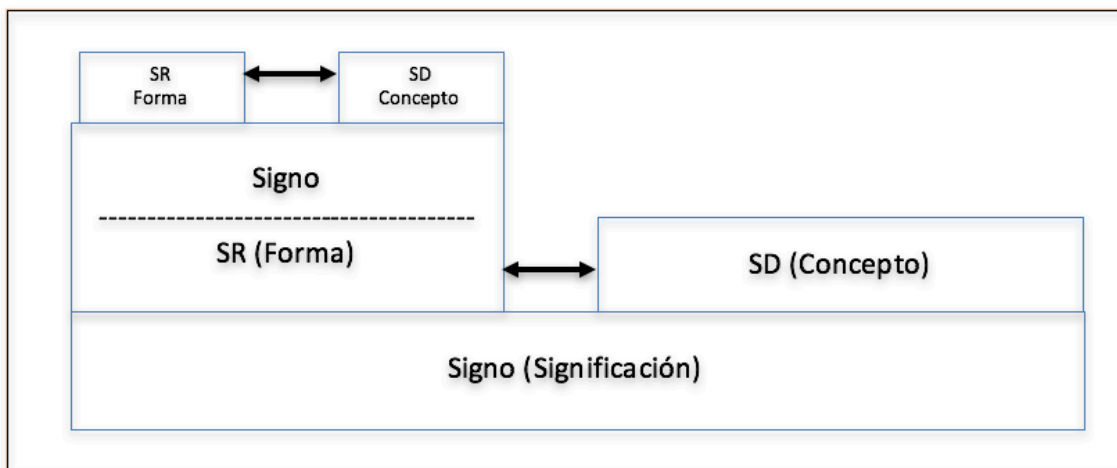 SR
Forma
SD
Concepto
Signo
---------------------------------------
SR (Forma)
SD (Concepto)
Signo (Significación)